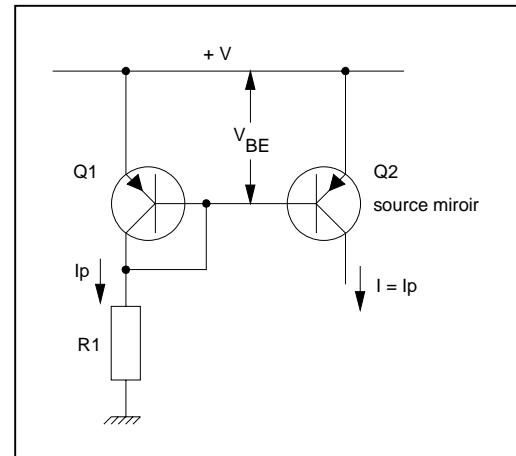 + V
V BE
Q1
Q2
source miroir
Ip
I = Ip
R1